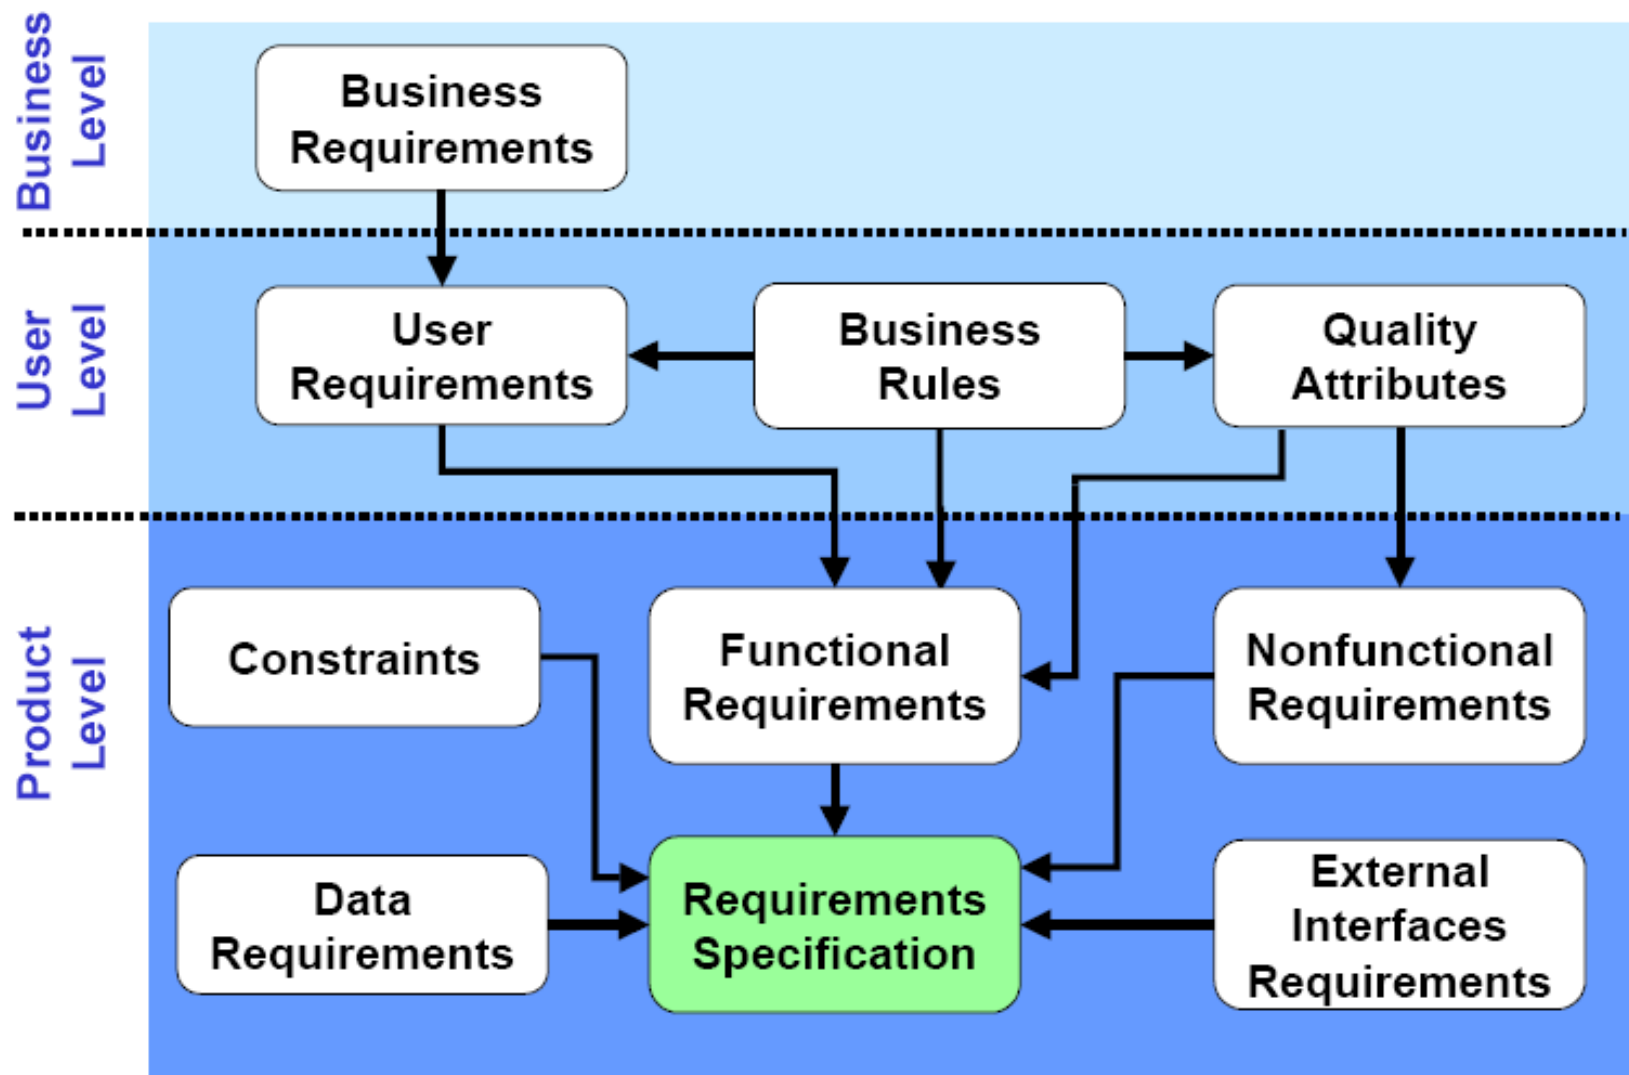 Business
Level
Business
Requirements
User
Level
User
Requirements
Business
Rules
Quality
Attributes
Product
Level
Constraints
Functional
Requirements
Nonfunctional
Requirements
Data
Requirements
Requirements
Specification
External
Interfaces
Requirements